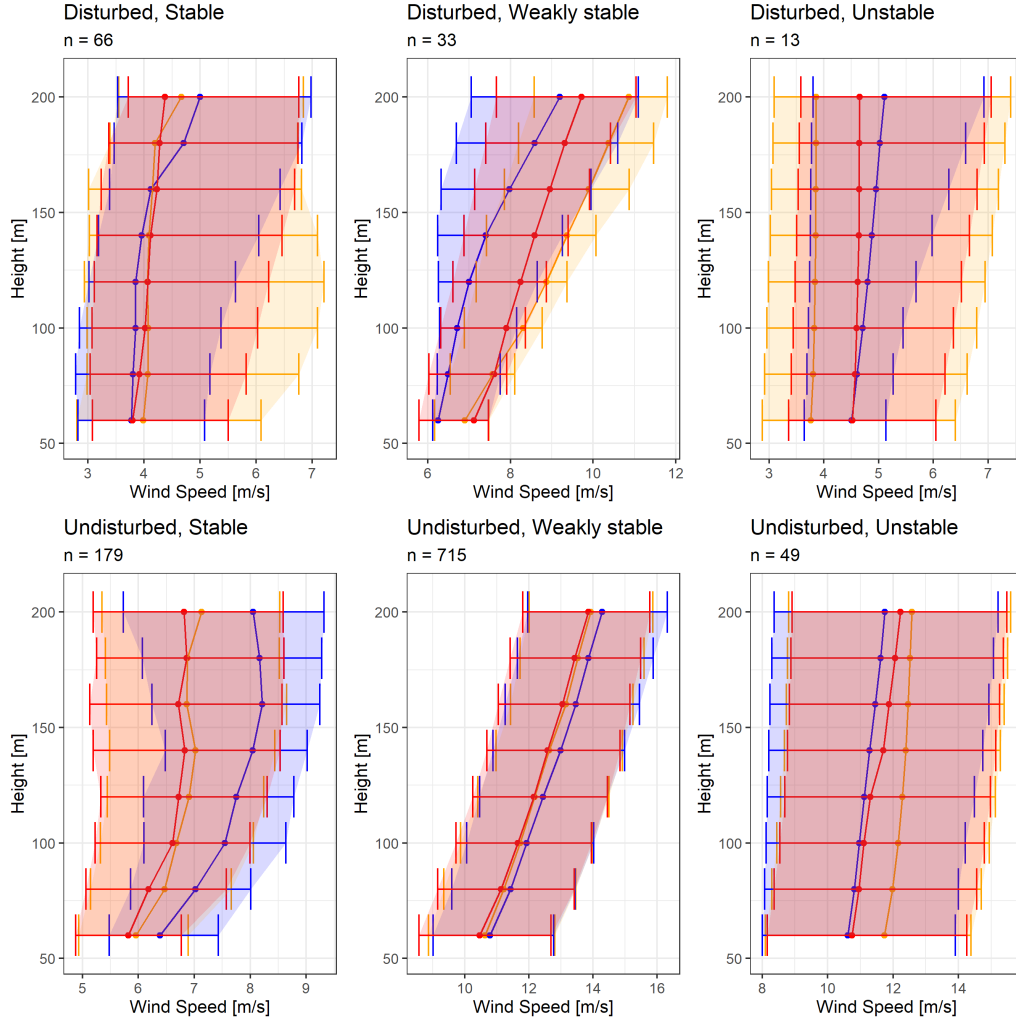 Disturbed, Stable
n = 66
Height [m]
200
150
100
50
3 4 5 6 7
Wind Speed [m/s]
Disturbed, Weakly stable
n = 33
Height [m]
200
150
100
50
6 8 10 12
Wind Speed [m/s]
Disturbed, Unstable
n = 13
Height [m]
200
150
100
50
3 4 5 6 7
Wind Speed [m/s]
Undisturbed, Stable
n = 179
Height [m]
200
150
100
50
5 6 7 8 9
Wind Speed [m/s]
Undisturbed, Weakly stable
n = 715
Height [m]
200
150
100
50
10 12 14 16
Wind Speed [m/s]
Undisturbed, Unstable
n = 49
Height [m]
200
150
100
50
8 10 12 14
Wind Speed [m/s]